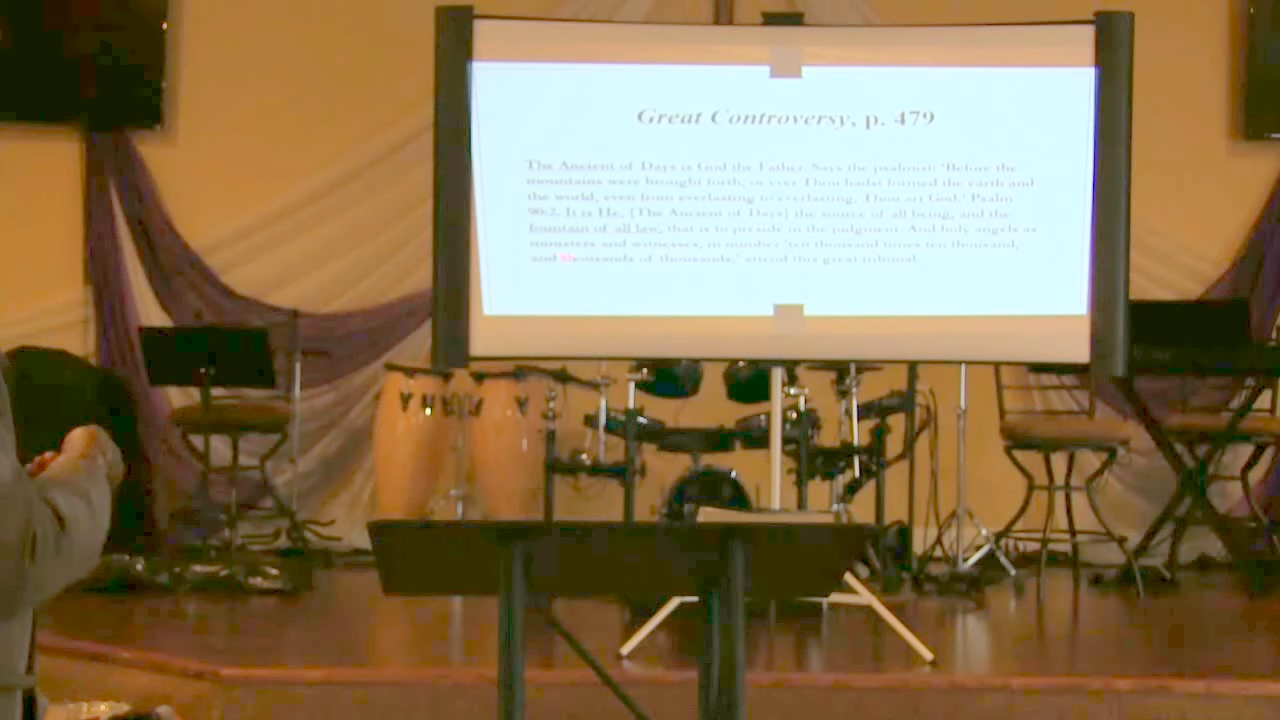 Great Controversy, p. 479
The Ancient of Days is God the Father. Says the psalmist: 'Before the
mountains were brought forth, or ever Thou hadst formed the earth and
the world, even from everlasting to everlasting, Thou art God.' Psalm
90:2. It is He, [The Ancient of Days] the source of all being, and the
fountain of all law, that is to preside in the judgment. And holy angels as
ministers and witnesses, in number 'ten thousand times ten thousand,
and thousands of thousands,' attend this great tribunal.